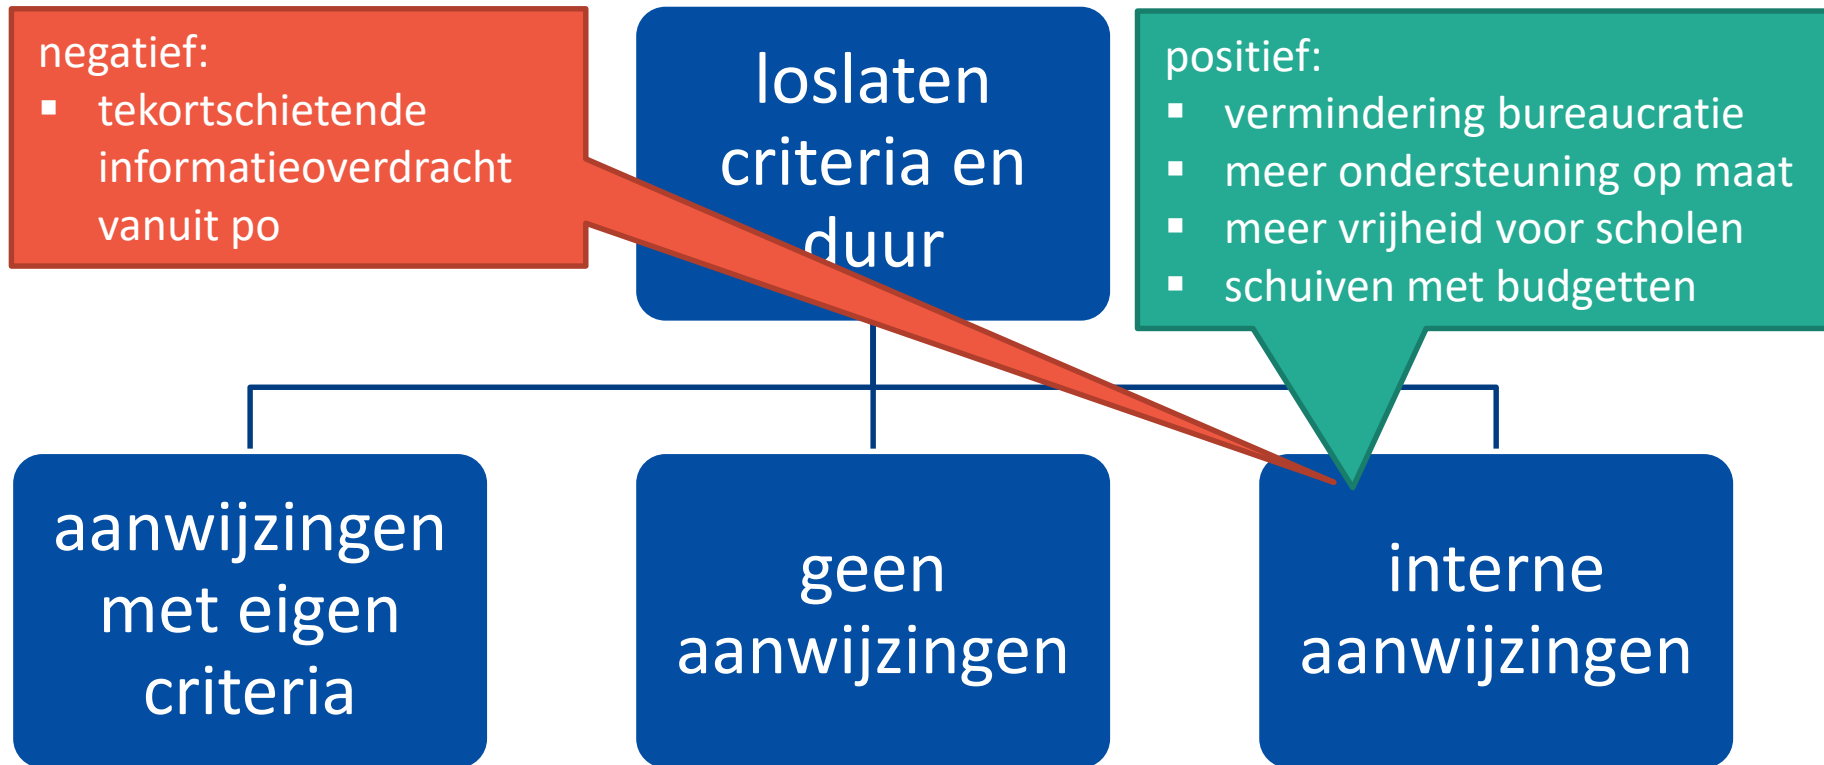 negatief:
▪ tekortschietende
informatieoverdracht
vanuit po
loslaten
criteria en
duur
positief:
▪ vermindering bureaucratie
▪ meer ondersteuning op maat
▪ meer vrijheid voor scholen
▪ schuiven met budgetten
aanwijzingen
met eigen
criteria
geen
aanwijzingen
interne
aanwijzingen